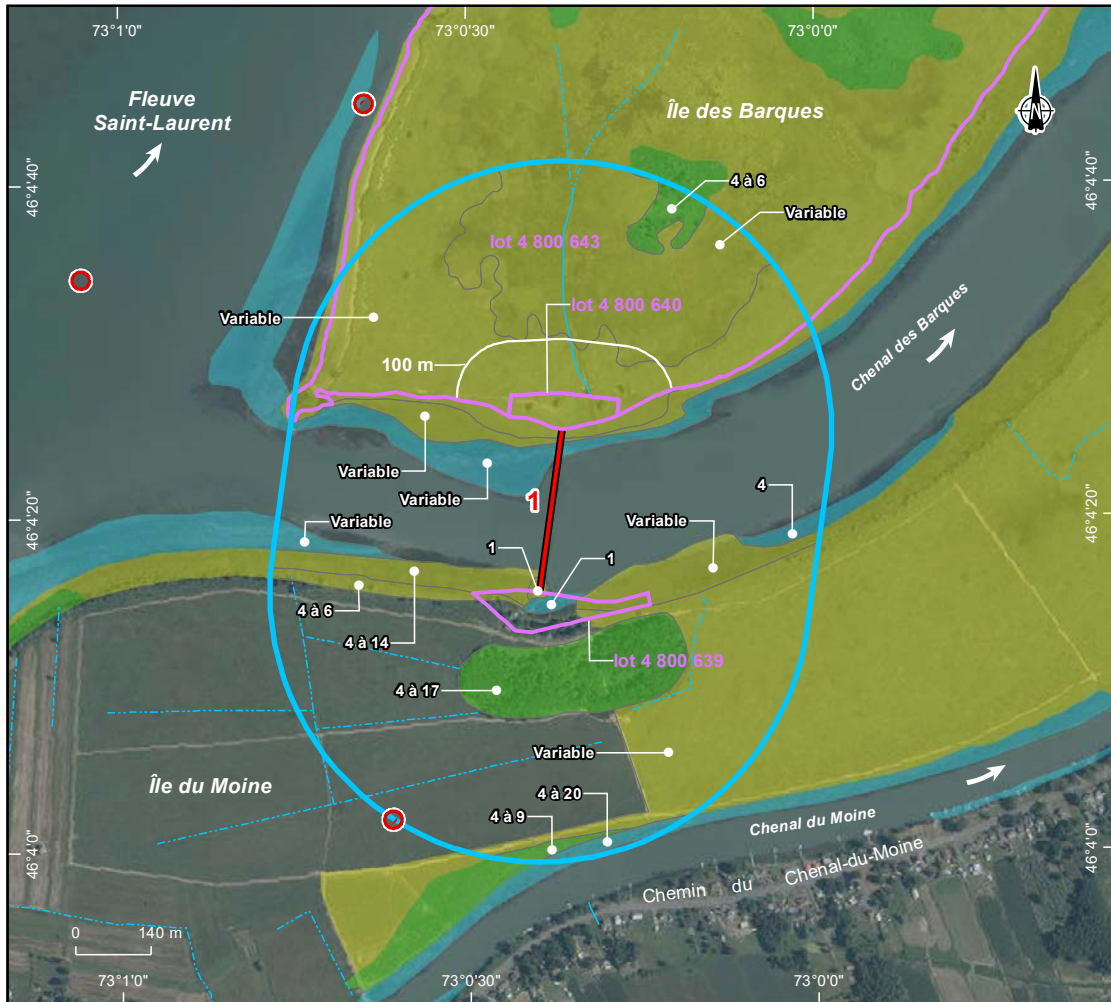 73°1'0"
73°0'30"
73°0'0"
Fleuve
Saint-Laurent
Île des Barques
N
46°4'40"
46°4'40"
4 à 6
Variable
lot 4 800 643
lot 4 800 640
Variable
100 m
Chenal des Barques
Variable
Variable
1
4
46°4'20"
46°4'20"
Variable
Variable
1
1
4 à 6
4 à 14
lot 4 800 639
4 à 17
Variable
Île du Moine
4 à 20
4 à 9
Chenal du Moine
46°4'0"
46°4'0"
Chemin du Chenal-du-Moine
0 140 m
73°1'0"
73°0'30"
73°0'0"